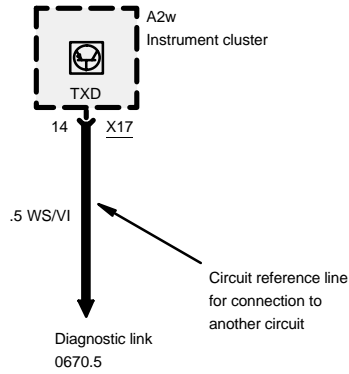 A2w
Instrument cluster
TXD
14 X17
.5 WS/VI
Circuit reference line
for connection to
another circuit
Diagnostic link
0670.5